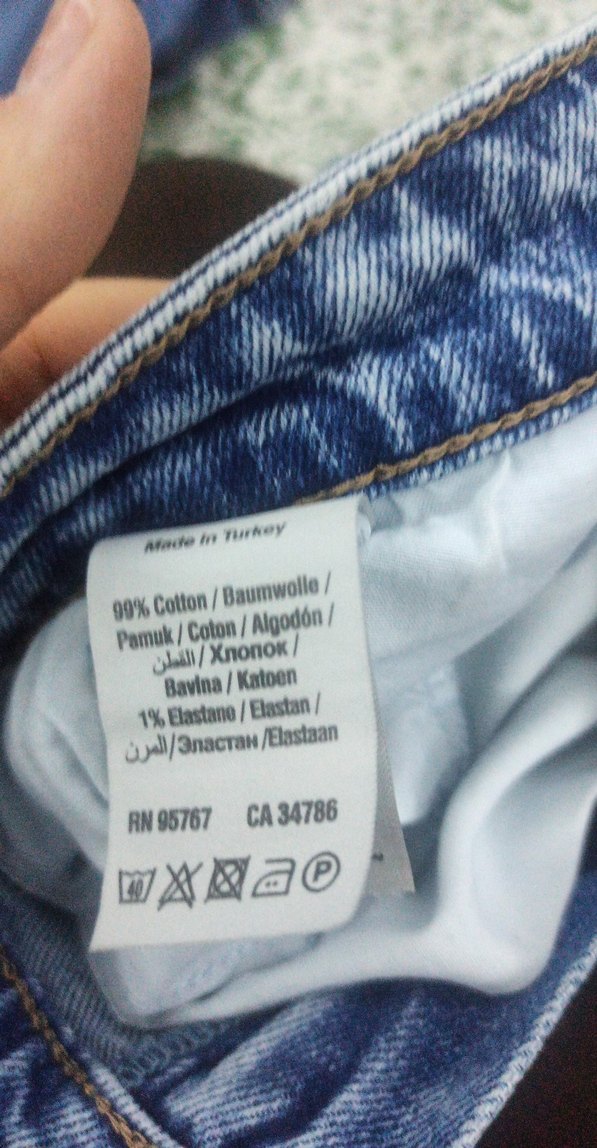 Made in Turkey
99% Cotton / Baumwolle /
Pamuk / Coton / Algodón /
القطن / Хлопок /
Bavlna / Katoen
1% Elastane / Elastan /
المرن / Эластан /Elastaan
RN 95767 CA 34786
40 P